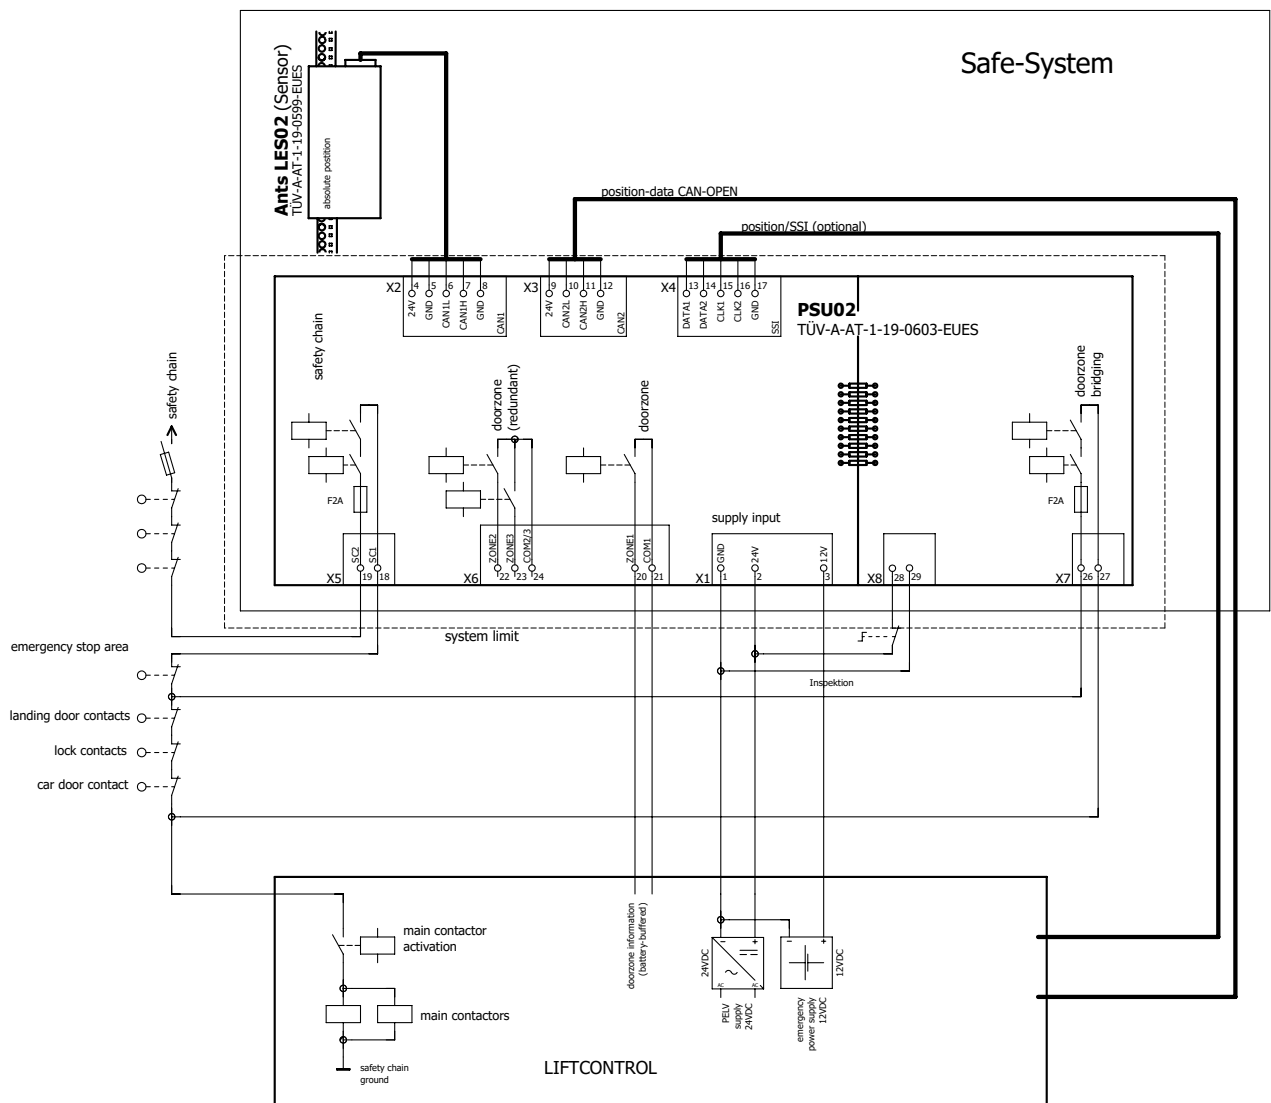 Safe-System
Ants LES02 (Sensor)
TÜV-A-AT-1-19-0599-EUES
absolute postition
position-data CAN-OPEN
position/SSI (optional)
X2
4
5
6
7
8
24V
GND
CAN1L
CAN1H
GND
CAN1
X3
9
10
11
12
24V
CAN2L
CAN2H
GND
CAN2
X4
13
14
15
16
17
DATA1
DATA2
CLK1
CLK2
GND
SSI
PSU02
TÜV-A-AT-1-19-0603-EUES
safety chain
safety chain
doorzone
(redundant)
doorzone
doorzone
bridging
F2A
F2A
supply input
SC2
SC1
X5
19
18
ZONE2
ZONE3
COM2/3
X6
22
23
24
ZONE1
COM1
20
21
GND
24V
12V
X1
1
2
3
X8
28
29
X7
26
27
system limit
emergency stop area
Inspektion
landing door contacts
lock contacts
car door contact
main contactor
activation
main contactors
safety chain
ground
doorzone information
(battery-buffered)
24VDC
−
+
AC
AC
PELV
supply
24VDC
−
+
12VDC
emergency
power supply
12VDC
LIFTCONTROL